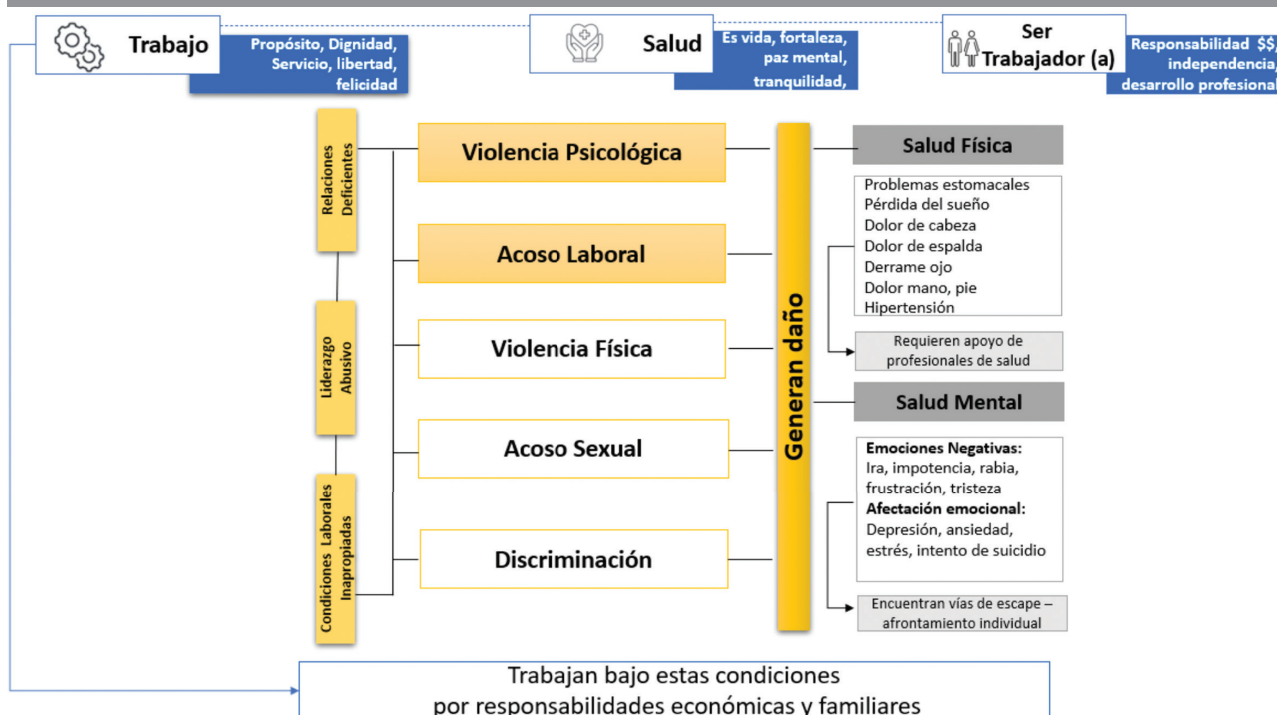 Trabajo
Propósito, Dignidad,
Servicio, libertad,
felicidad
Salud
Es vida, fortaleza,
paz mental,
tranquilidad,
Ser
Trabajador (a)
Responsabilidad $$,
independencia,
desarrollo profesional
Relaciones
Deficientes
Liderazgo
Abusivo
Condiciones Laborales
Inapropiadas
Violencia Psicológica
Acoso Laboral
Violencia Física
Acoso Sexual
Discriminación
Generan daño
Salud Física
Problemas estomacales
Pérdida del sueño
Dolor de cabeza
Dolor de espalda
Derrame ojo
Dolor mano, pie
Hipertensión
Requieren apoyo de
profesionales de salud
Salud Mental
Emociones Negativas:
Ira, impotencia, rabia,
frustración, tristeza
Afectación emocional:
Depresión, ansiedad,
estrés, intento de suicidio
Encuentran vías de escape –
afrontamiento individual
Trabajan bajo estas condiciones
por responsabilidades económicas y familiares